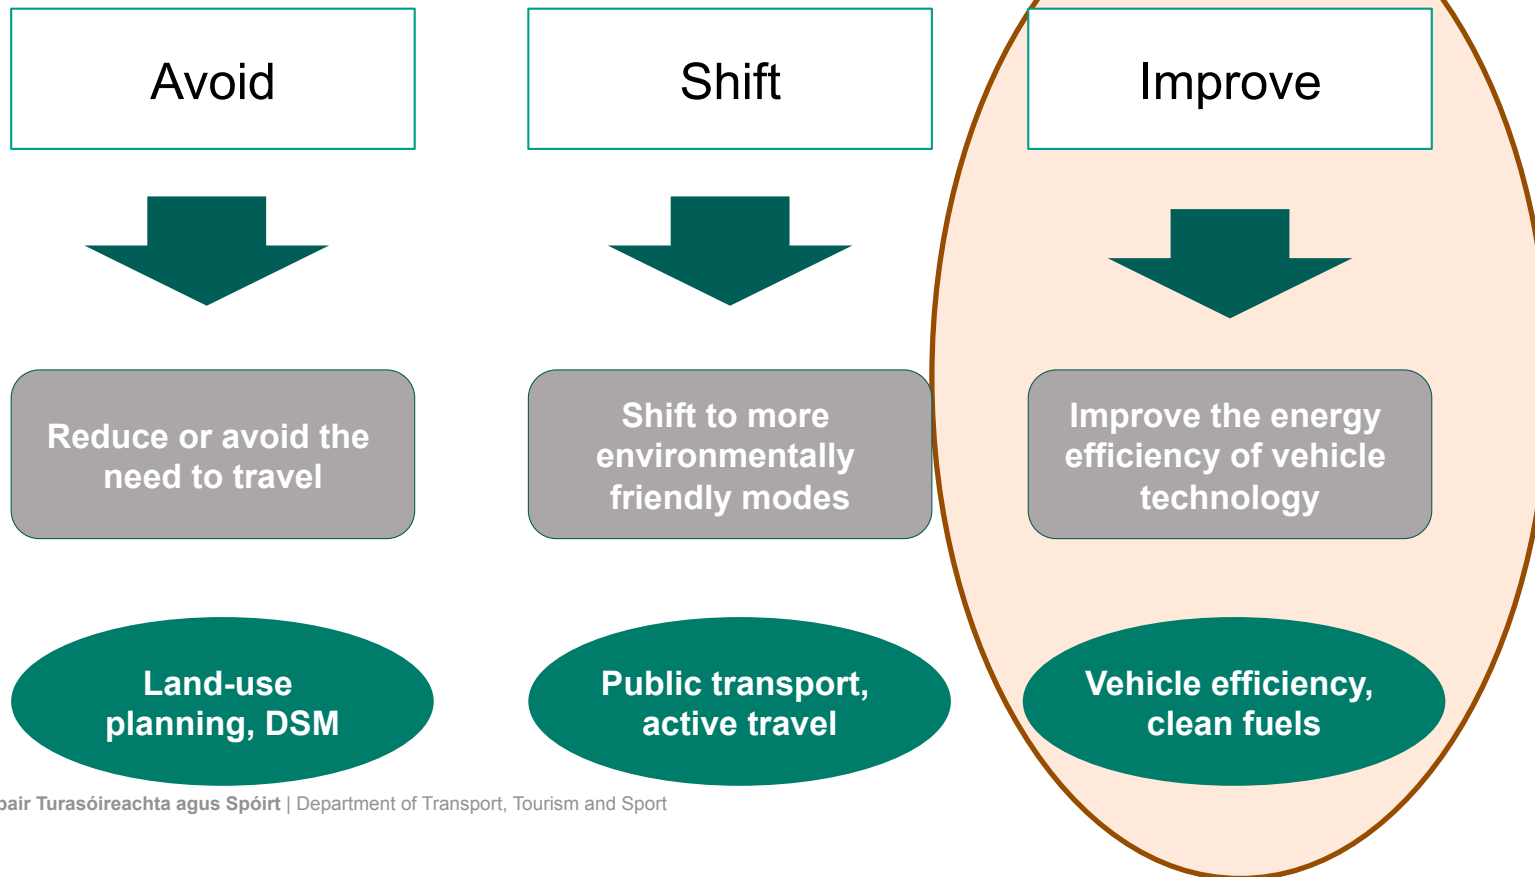 Avoid
Shift
Improve
Reduce or avoid the
need to travel
Shift to more
environmentally
friendly modes
Improve the energy
efficiency of vehicle
technology
Land-use
planning, DSM
Public transport,
active travel
Vehicle efficiency,
clean fuels
Turasóireachta agus Spóirt | Department of Transport, Tourism and Sport